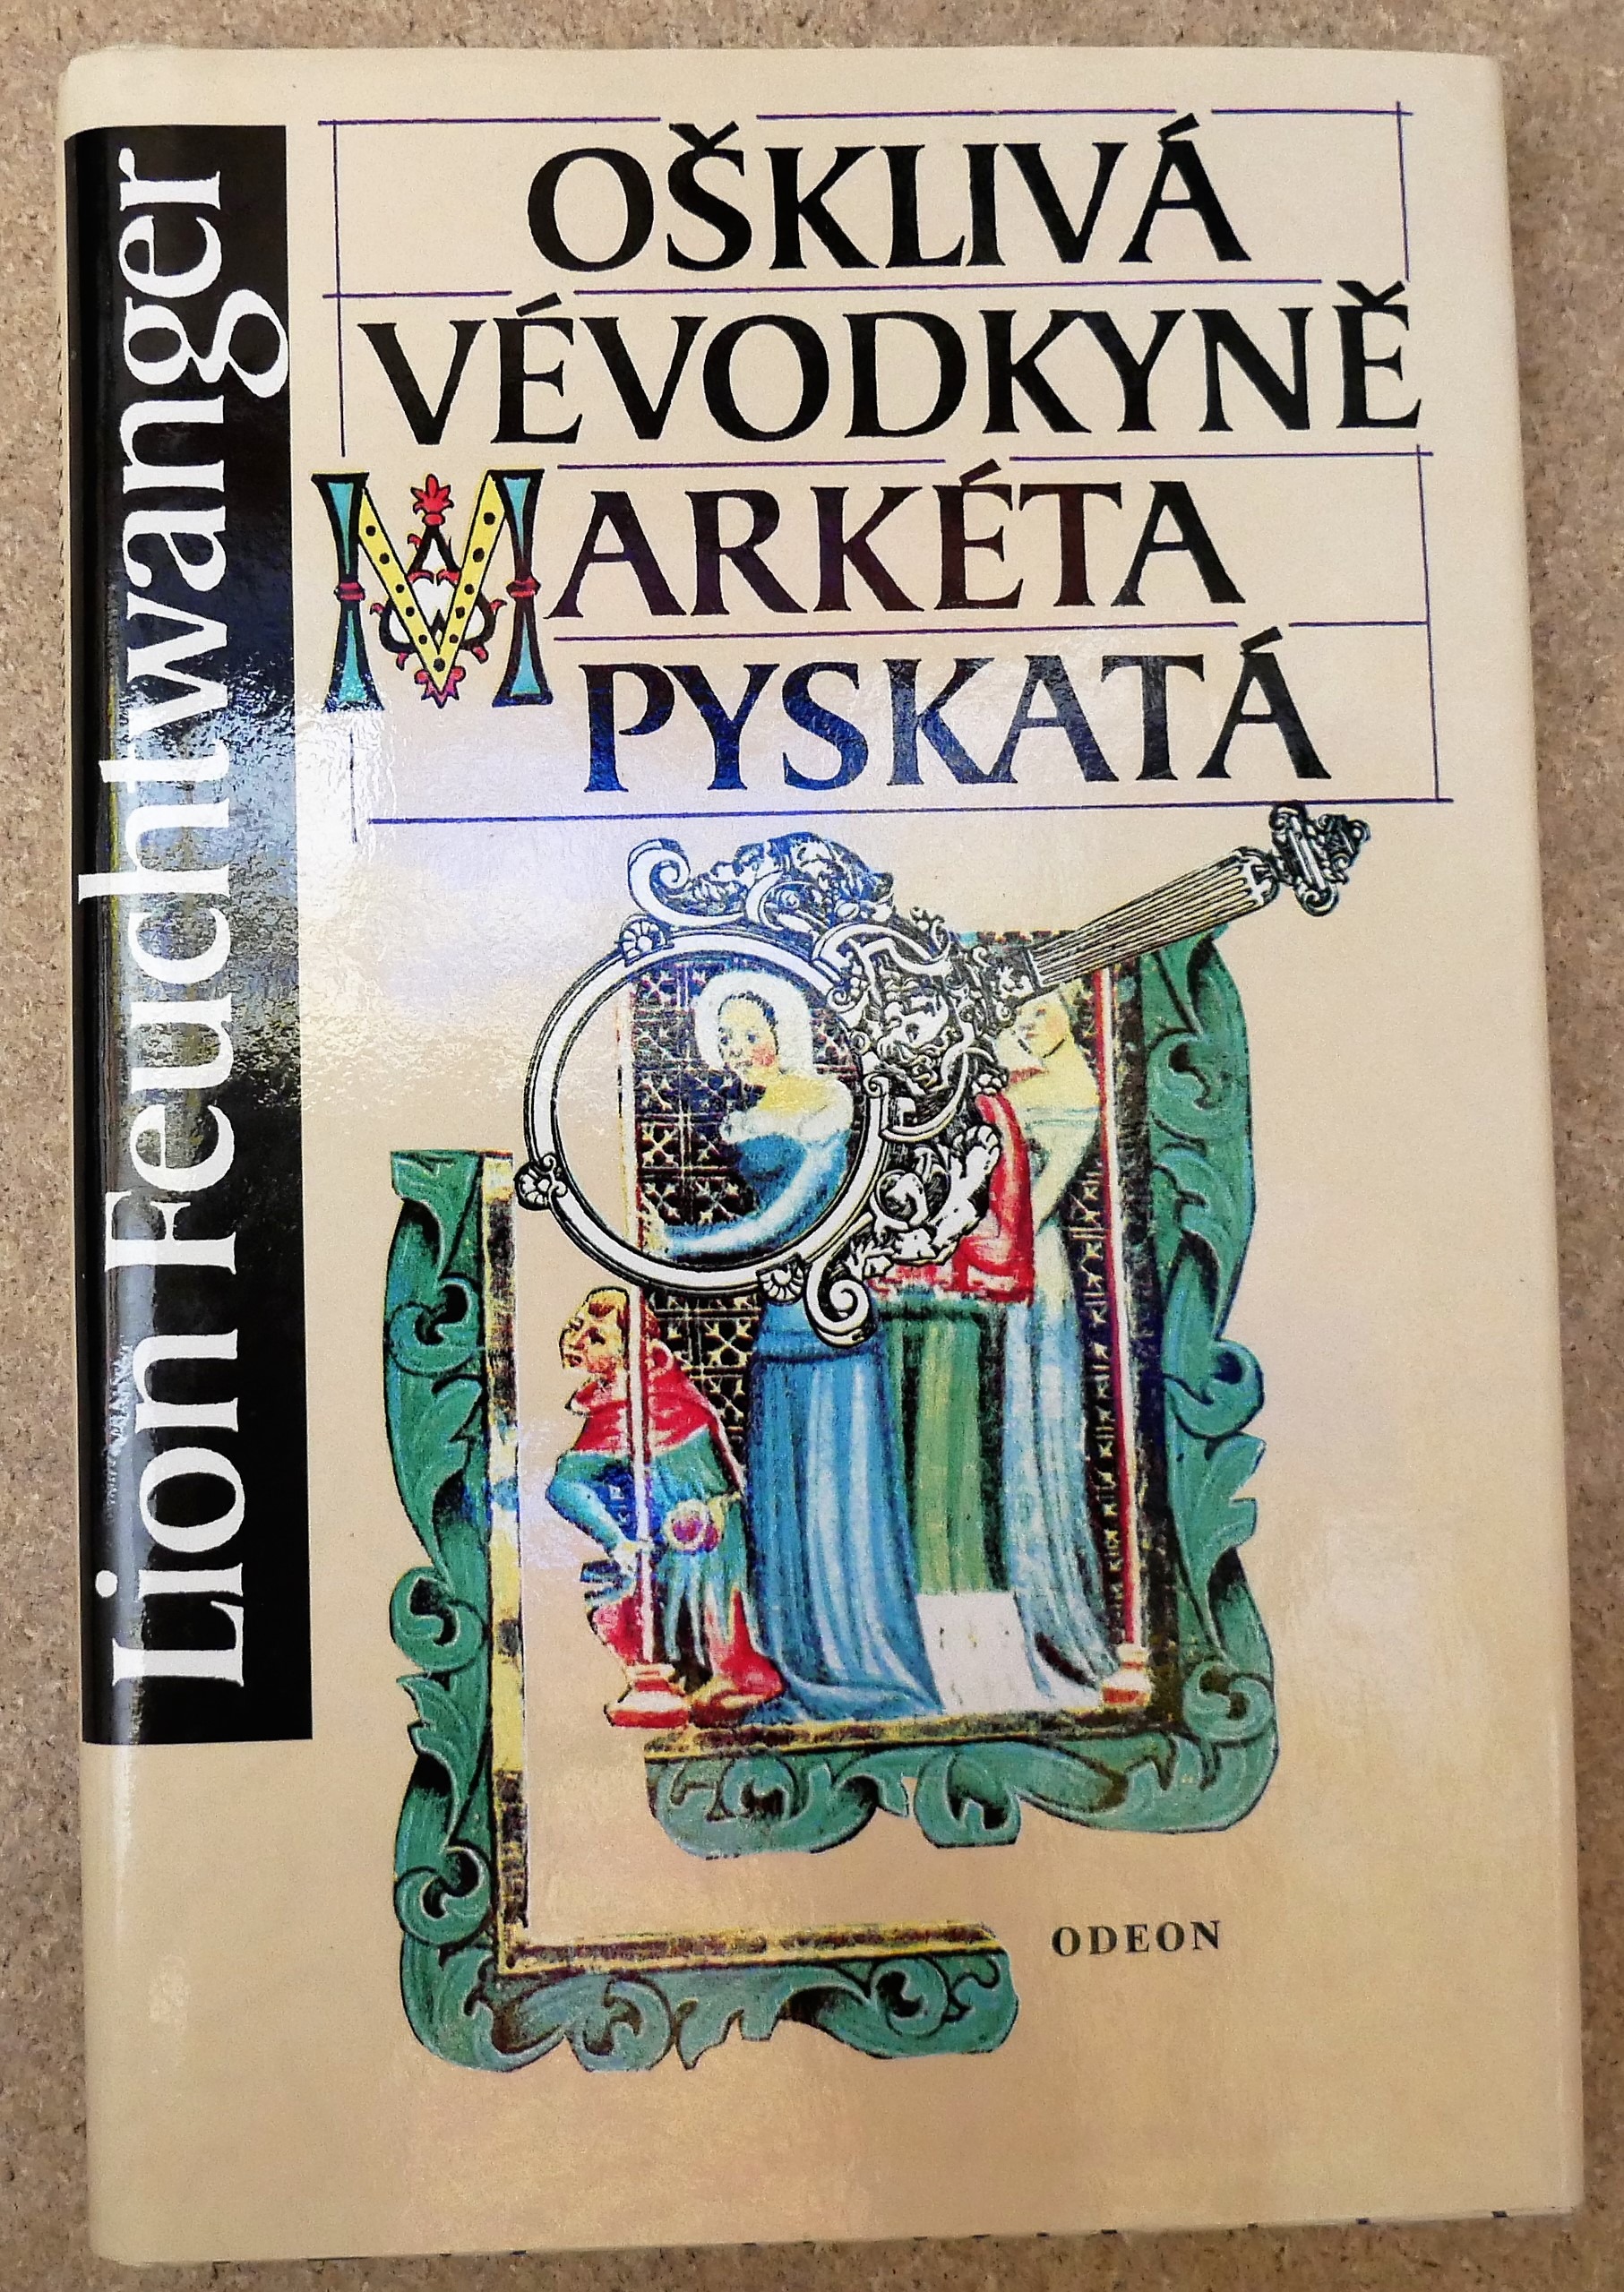 Lion Feuchtwanger
OŠKLIVÁ
VÉVODKYNĚ
MARKÉTA
PYSKATÁ
ODEON